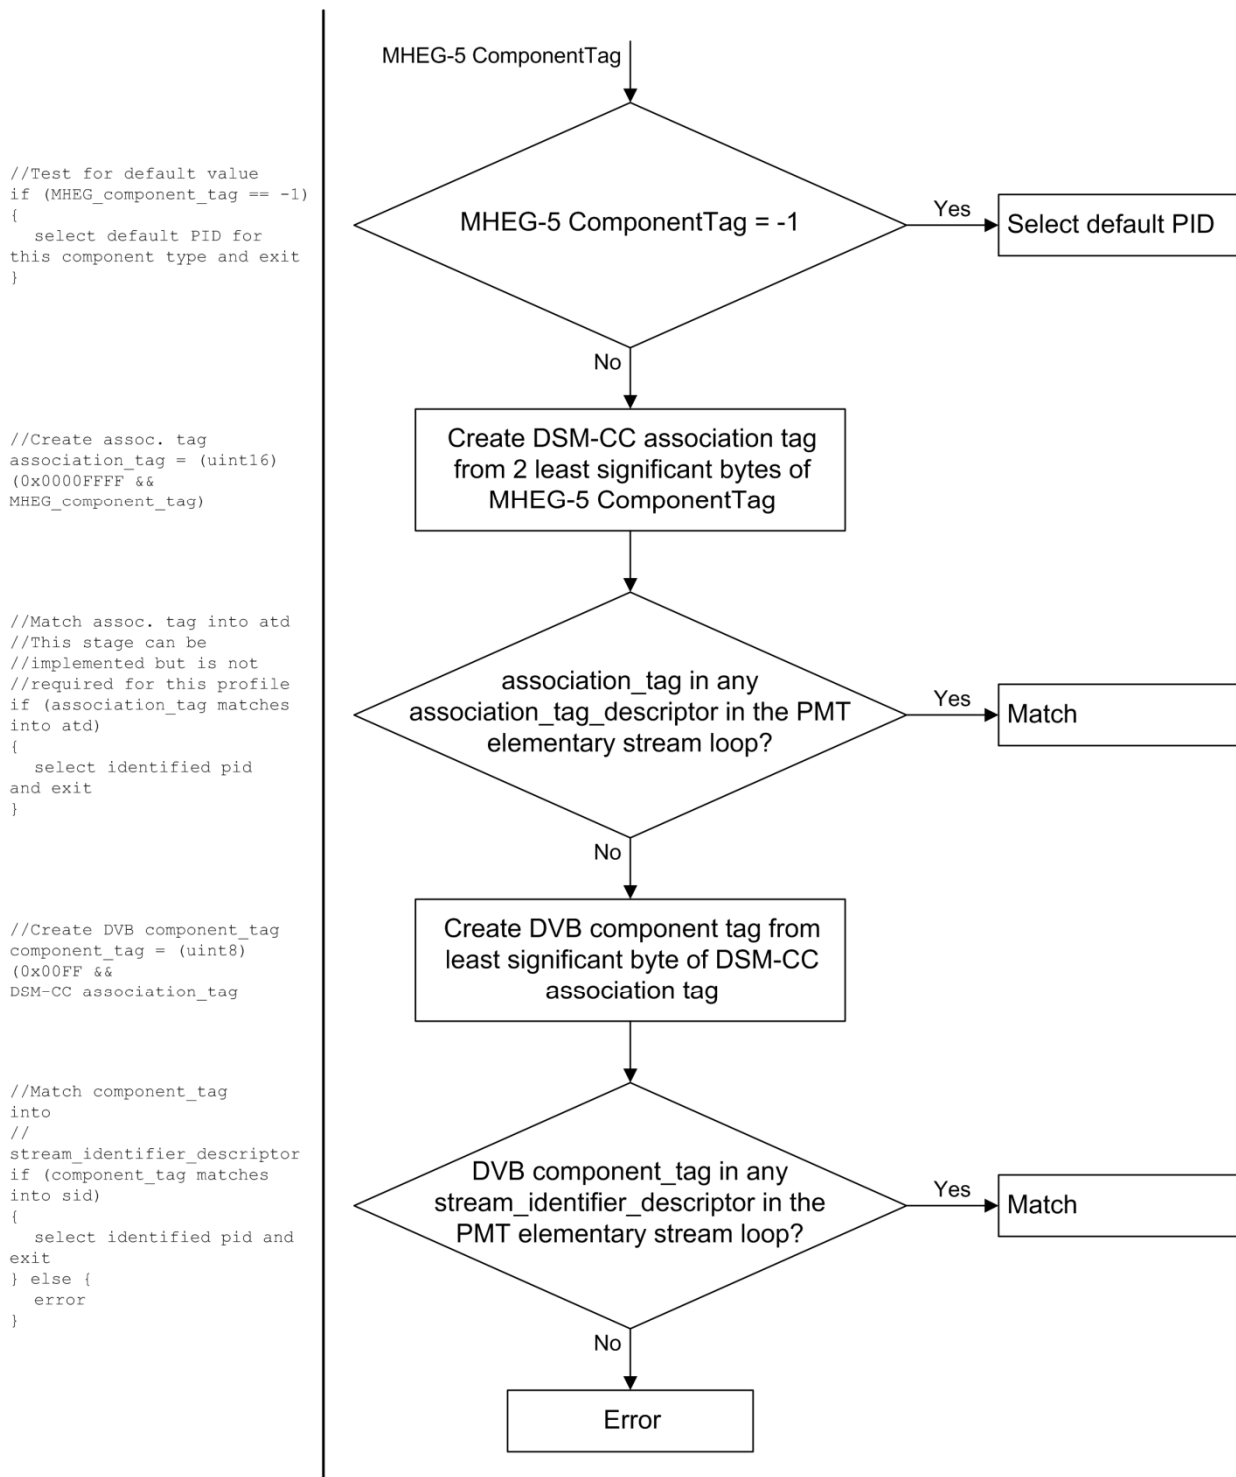 MHEG-5 ComponentTag
//Test for default value
if (MHEG_component_tag == -1)
{
select default PID for
this component type and exit
}
MHEG-5 ComponentTag = -1
Yes
Select default PID
No
//Create assoc. tag
association_tag = (uint16)
(0x0000FFFF &&
MHEG_component_tag)
Create DSM-CC association tag
from 2 least significant bytes of
MHEG-5 ComponentTag
//Match assoc. tag into atd
//This stage can be
//implemented but is not
//required for this profile
if (association_tag matches
into atd)
{
select identified pid
and exit
}
association_tag in any
association_tag_descriptor in the PMT
elementary stream loop?
Yes
Match
No
//Create DVB component_tag
component_tag = (uint8)
(0x00FF &&
DSM-CC association_tag
Create DVB component tag from
least significant byte of DSM-CC
association tag
//Match component_tag
into
//
stream_identifier_descriptor
if (component_tag matches
into sid)
{
select identified pid and
exit
} else {
error
}
DVB component_tag in any
stream_identifier_descriptor in the
PMT elementary stream loop?
Yes
Match
No
Error